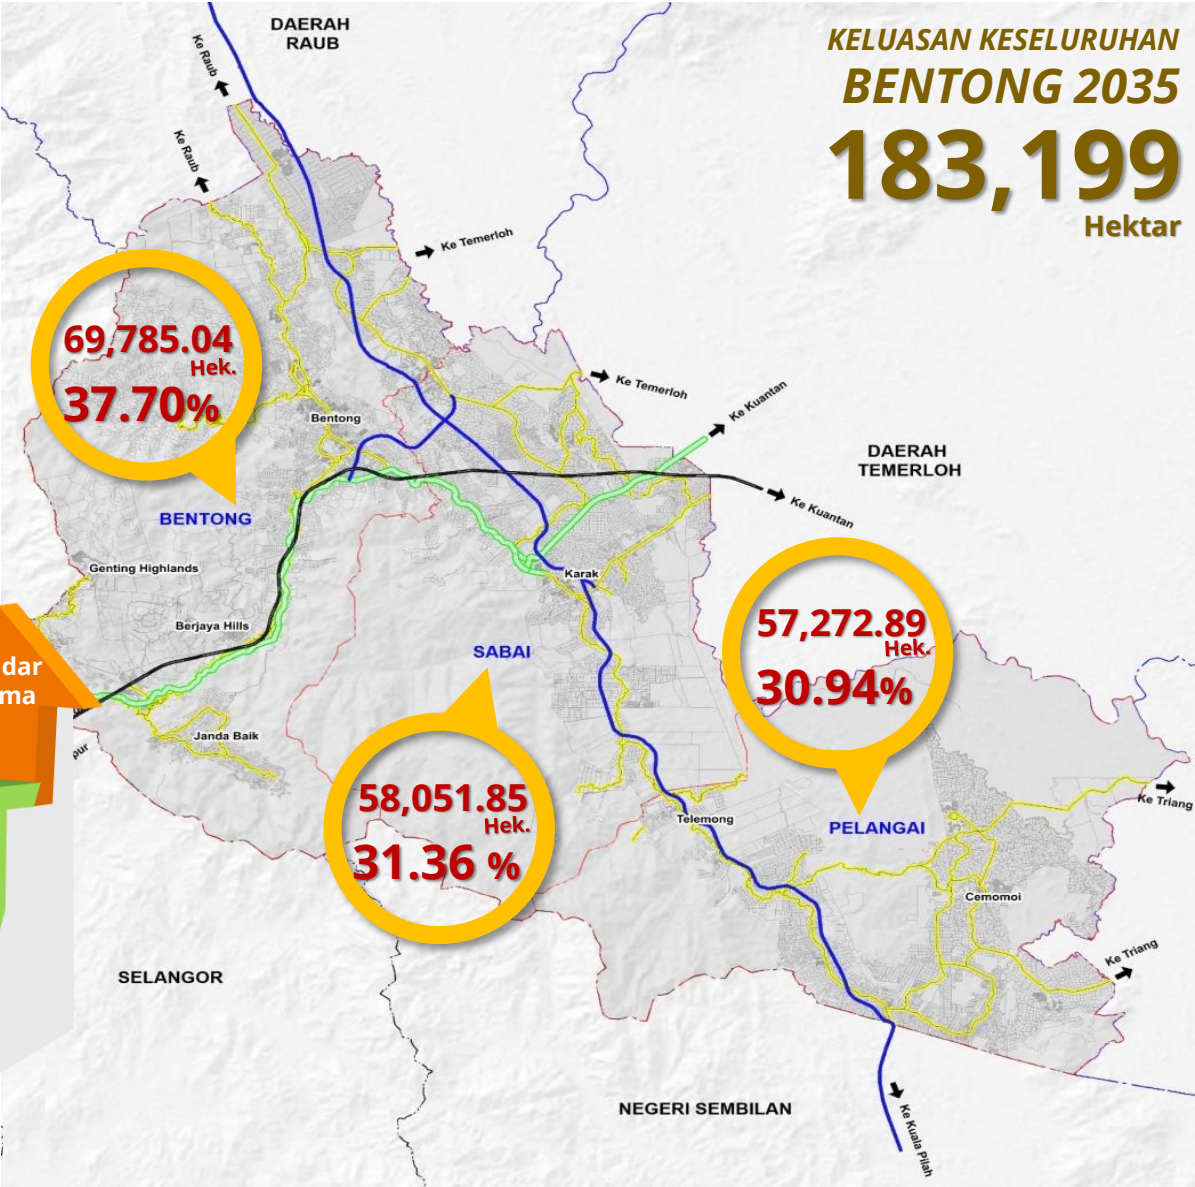 DAERAH
RAUB
KELUASAN KESELURUHAN
BENTONG 2035
183,199
Hektar
Ke Raub
Ke Raub
Ke Temerloh
69,785.04
Hek.
37.70%
Ke Temerloh
Ke Kuantan
Bentong
DAERAH
TEMERLOH
Ke Kuantan
BENTONG
Genting Highlands
Karak
Berjaya Hills
57,272.89
Hek.
30.94%
SABAI
dar
ma
Janda Baik
pur
58,051.85
Hek.
31.36 %
Ke Triang
Telemong
PELANGAI
Cemomoi
Ke Triang
SELANGOR
NEGERI SEMBILAN
Ke Kuala Pilah